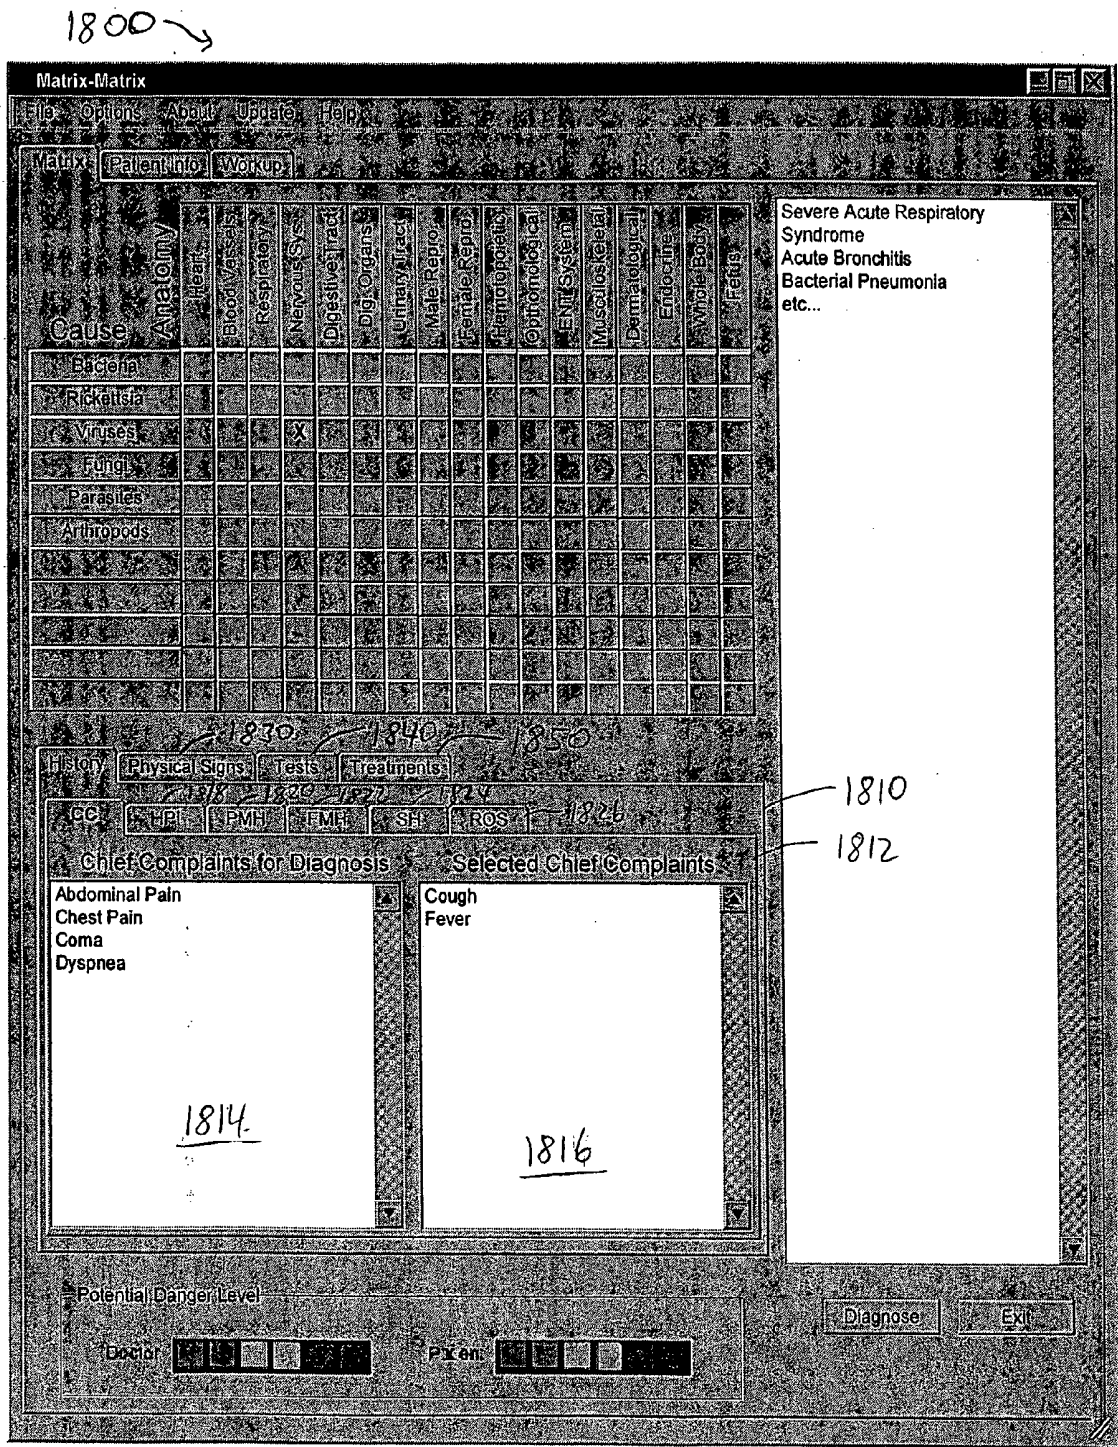 1800
Matrix-Matrix
File Options About Update Help
Matrix Patient Info Workup
Cause Anatomy Heart Blood Vessels Respiratory Nervous Sys. Digestive Tract Dig. Organs Urinary Tract Male Repro. Female Repro. Hemotopoietic Opthomological ENT System Musculoskeletal Dermatological Endocrine Whole Body Fetus
Bacteria
Rickettsia
Viruses X
Fungi
Parasites
Arthropods
Severe Acute Respiratory
Syndrome
Acute Bronchitis
Bacterial Pneumonia
etc...
1830 1840 1850
History Physical Signs Tests Treatments
1818 1820 1822 1824
CC HPI PMH FMH SH ROS 1826
1810
1812
Chief Complaints for Diagnosis
Abdominal Pain
Chest Pain
Coma
Dyspnea
1814
Selected Chief Complaints
Cough
Fever
1816
Potential Danger Level
Doctor
Diagnose Exit